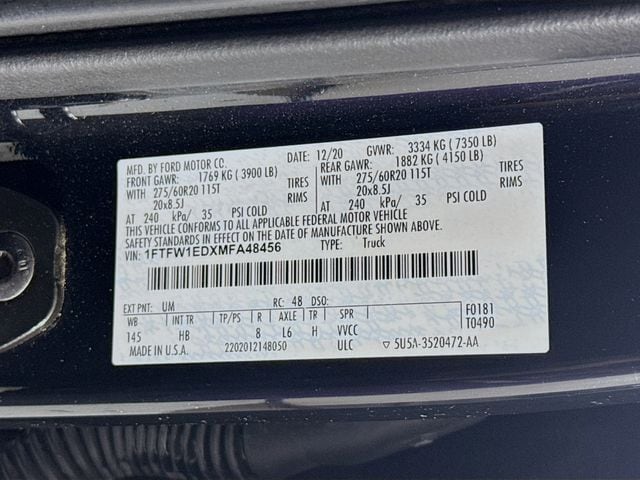 MFD. BY FORD MOTOR CO. DATE: 12/20 GVWR: 3334 KG ( 7350 LB)
FRONT GAWR: 1769 KG ( 3900 LB) REAR GAWR: 1882 KG ( 4150 LB)
WITH 275/60R20 115T TIRES WITH 275/60R20 115T TIRES
20x8.5J RIMS 20x8.5J RIMS
AT 240 kPa/ 35 PSI COLD AT 240 kPa/ 35 PSI COLD
THIS VEHICLE CONFORMS TO ALL APPLICABLE FEDERAL MOTOR VEHICLE
SAFETY STANDARDS IN EFFECT ON THE DATE OF MANUFACTURE SHOWN ABOVE.
VIN: 1FTFW1EDXMFA48456 TYPE: Truck
EXT PNT: UM RC: 48 DSO: F0181
WB INT TR TP/PS R AXLE TR SPR T0490
145 HB 8 L6 H VVCC
MADE IN U.S.A. 2202012148050 ULC ▽ 5U5A-3520472-AA